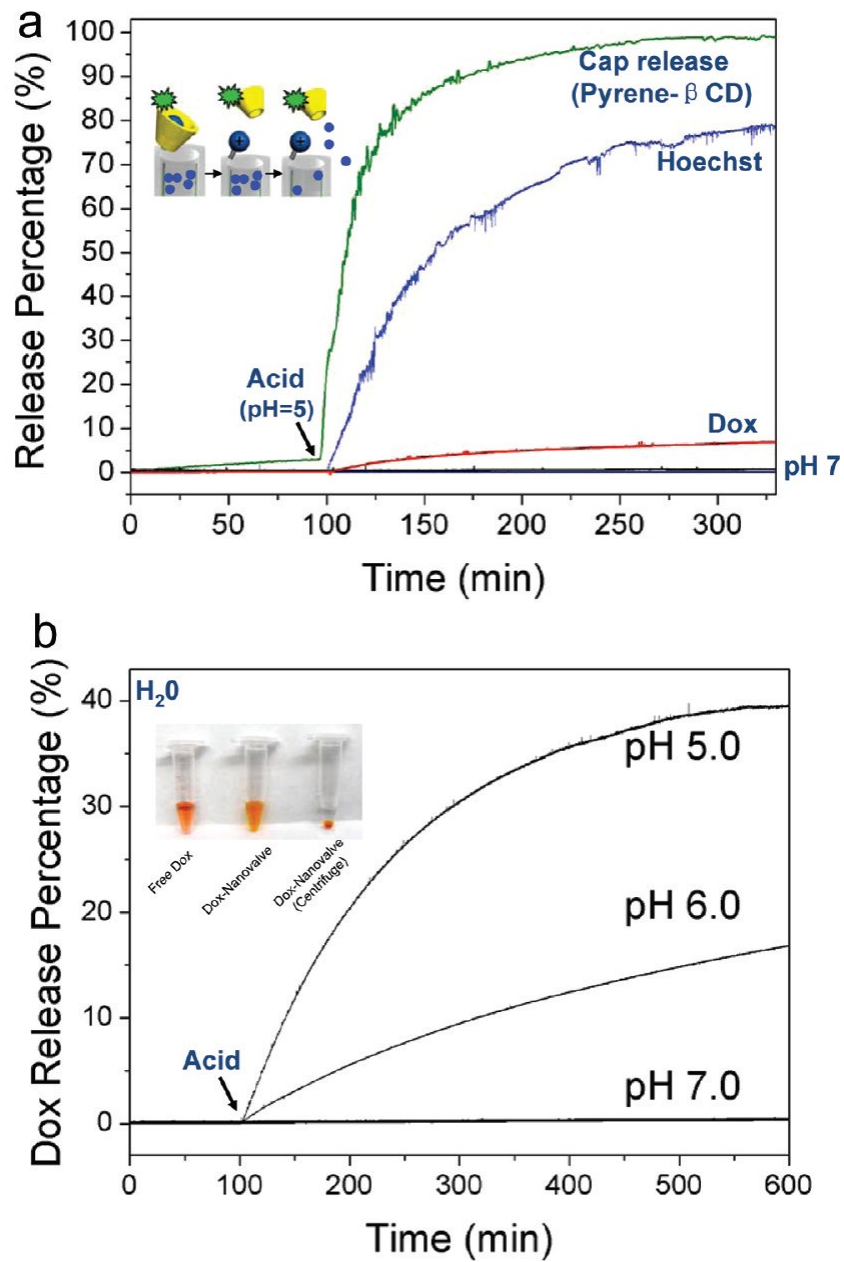 a
Release Percentage (%)
100
90
80
70
60
50
40
30
20
10
0
Cap release
(Pyrene- β CD)
Hoechst
+
+
+
Acid
(pH=5)
Dox
pH 7
0 50 100 150 200 250 300
Time (min)
b
Dox Release Percentage (%)
40
30
20
10
0
H₂0
Free Dox
Dox-Nanovalve
Dox-Nanovalve
(Centrifuge)
pH 5.0
pH 6.0
Acid
pH 7.0
0 100 200 300 400 500 600
Time (min)